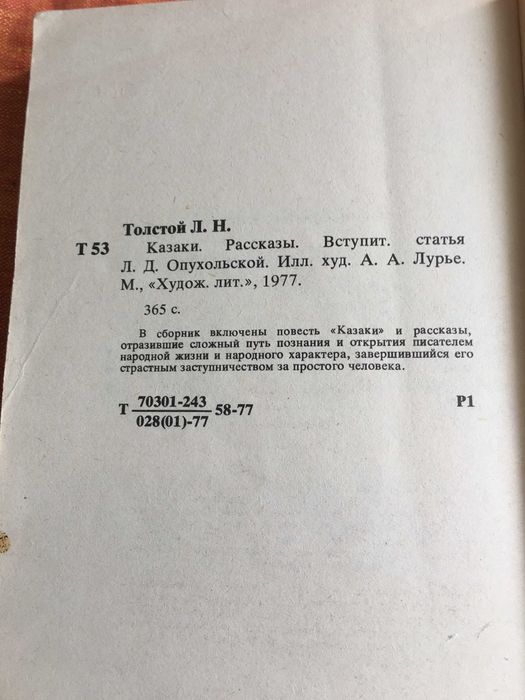 Толстой Л. Н.
Т 53 Казаки. Рассказы. Вступит. статья
Л. Д. Опухольской. Илл. худ. А. А. Лурье.
М., «Худож. лит.», 1977.
365 с.
В сборник включены повесть «Казаки» и рассказы,
отразившие сложный путь познания и открытия писателем
народной жизни и народного характера, завершившийся его
страстным заступничеством за простого человека.
Т 70301-243 58-77 Р1
028(01)-77